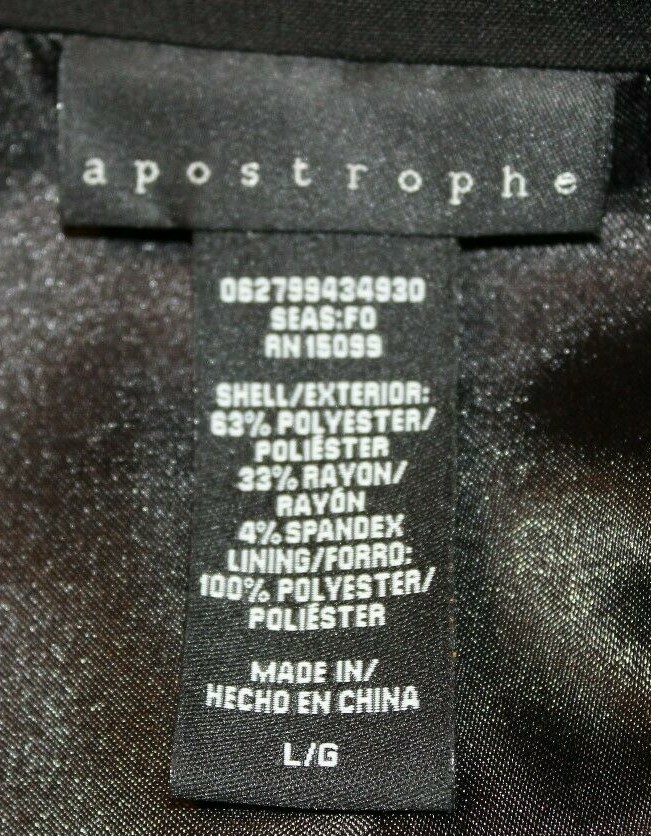 apostrophe
062799434930
SEAS:F0
RN 15099
SHELL/EXTERIOR:
63% POLYESTER/
POLIÉSTER
33% RAYON/
RAYÓN
4% SPANDEX
LINING/FORRO:
100% POLYESTER/
POLIÉSTER
MADE IN/
HECHO EN CHINA
L/G